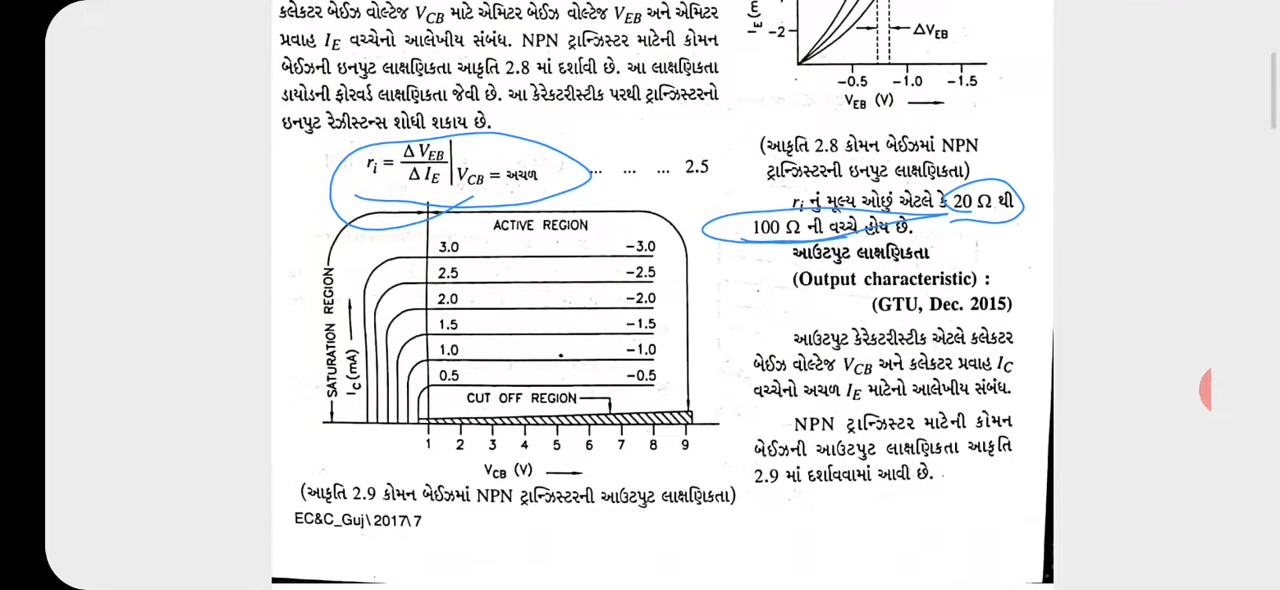 કલેક્ટર બેઈઝ વોલ્ટેજ VCB માટે એમિટર બેઈઝ વોલ્ટેજ VEB અને એમિટર
પ્રવાહ IE વચ્ચેનો આલેખીય સંબંધ. NPN ટ્રાન્ઝિસ્ટર માટેની કોમન
બેઈઝની ઇનપુટ લાક્ષણિકતા આકૃતિ 2.8 માં દર્શાવી છે. આ લાક્ષણિકતા
ડાયોડની ફોરવર્ડ લાક્ષણિકતા જેવી છે. આ કેરેક્ટરીસ્ટીક પરથી ટ્રાન્ઝિસ્ટરનો
ઇનપુટ રેઝીસ્ટન્સ શોધી શકાય છે.
ri = Δ VEB / Δ IE | VCB = અચળ ... ... ... 2.5
ACTIVE REGION
3.0 −3.0
2.5 −2.5
2.0 −2.0
1.5 −1.5
1.0 −1.0
0.5 −0.5
CUT OFF REGION
SATURATION REGION
IC (mA)
1 2 3 4 5 6 7 8 9
VCB (V)
(આકૃતિ 2.9 કોમન બેઈઝમાં NPN ટ્રાન્ઝિસ્ટરની આઉટપુટ લાક્ષણિકતા)
EC&C_Guj\2017\7
−2
ΔVEB
−0.5 −1.0 −1.5
VEB (V)
(આકૃતિ 2.8 કોમન બેઈઝમાં NPN
ટ્રાન્ઝિસ્ટરની ઇનપુટ લાક્ષણિકતા)
ri નું મૂલ્ય ઓછું એટલે કે 20 Ω થી
100 Ω ની વચ્ચે હોય છે.
આઉટપુટ લાક્ષણિકતા
(Output characteristic) :
(GTU, Dec. 2015)
આઉટપુટ કેરેક્ટરીસ્ટીક એટલે કલેક્ટર
બેઈઝ વોલ્ટેજ VCB અને કલેક્ટર પ્રવાહ IC
વચ્ચેનો અચળ IE માટેનો આલેખીય સંબંધ.
NPN ટ્રાન્ઝિસ્ટર માટેની કોમન
બેઈઝની આઉટપુટ લાક્ષણિકતા આકૃતિ
2.9 માં દર્શાવવામાં આવી છે.